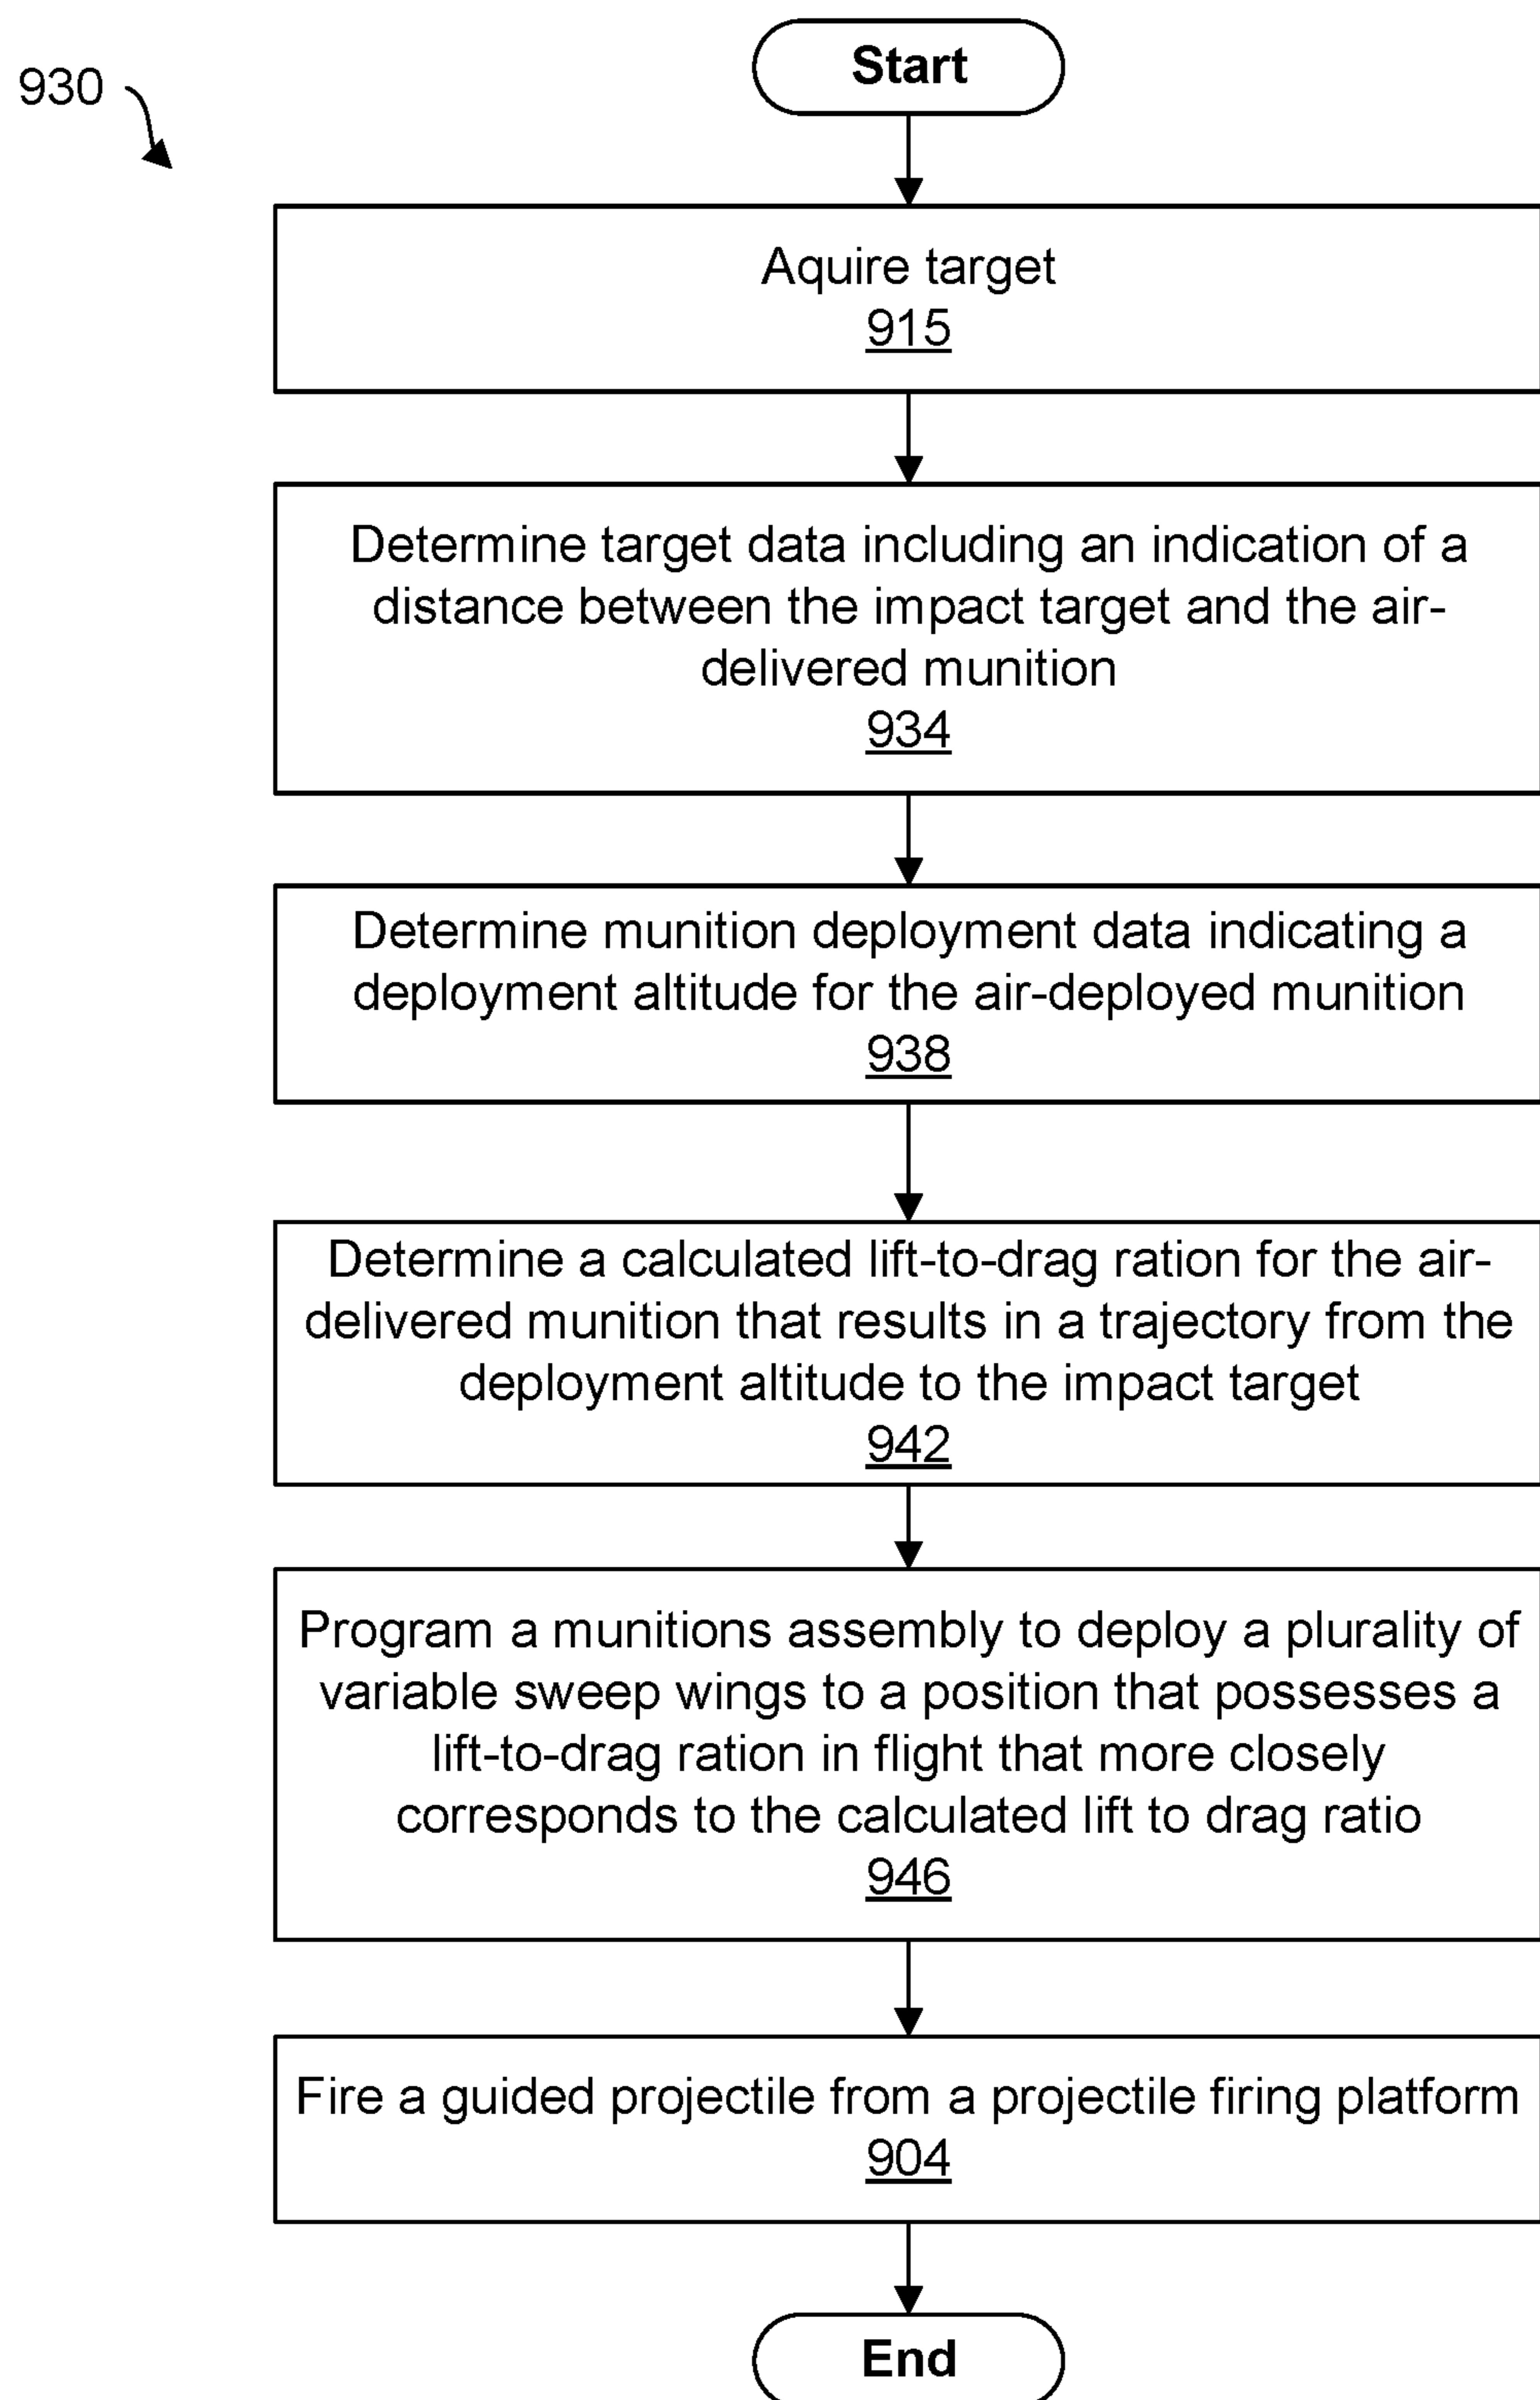 Start
930
Aquire target
915
Determine target data including an indication of a
distance between the impact target and the air-
delivered munition
934
Determine munition deployment data indicating a
deployment altitude for the air-deployed munition
938
Determine a calculated lift-to-drag ration for the air-
delivered munition that results in a trajectory from the
deployment altitude to the impact target
942
Program a munitions assembly to deploy a plurality of
variable sweep wings to a position that possesses a
lift-to-drag ration in flight that more closely
corresponds to the calculated lift to drag ratio
946
Fire a guided projectile from a projectile firing platform
904
End